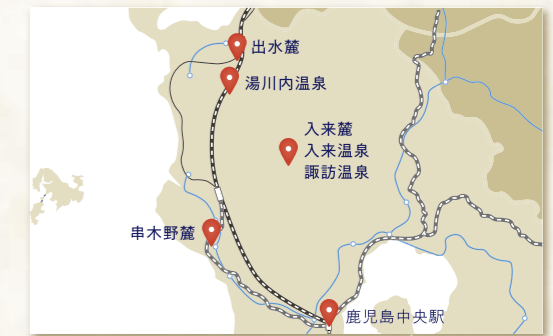 出水麓
湯川内温泉
入来麓
入来温泉
諏訪温泉
串木野麓
鹿児島中央駅